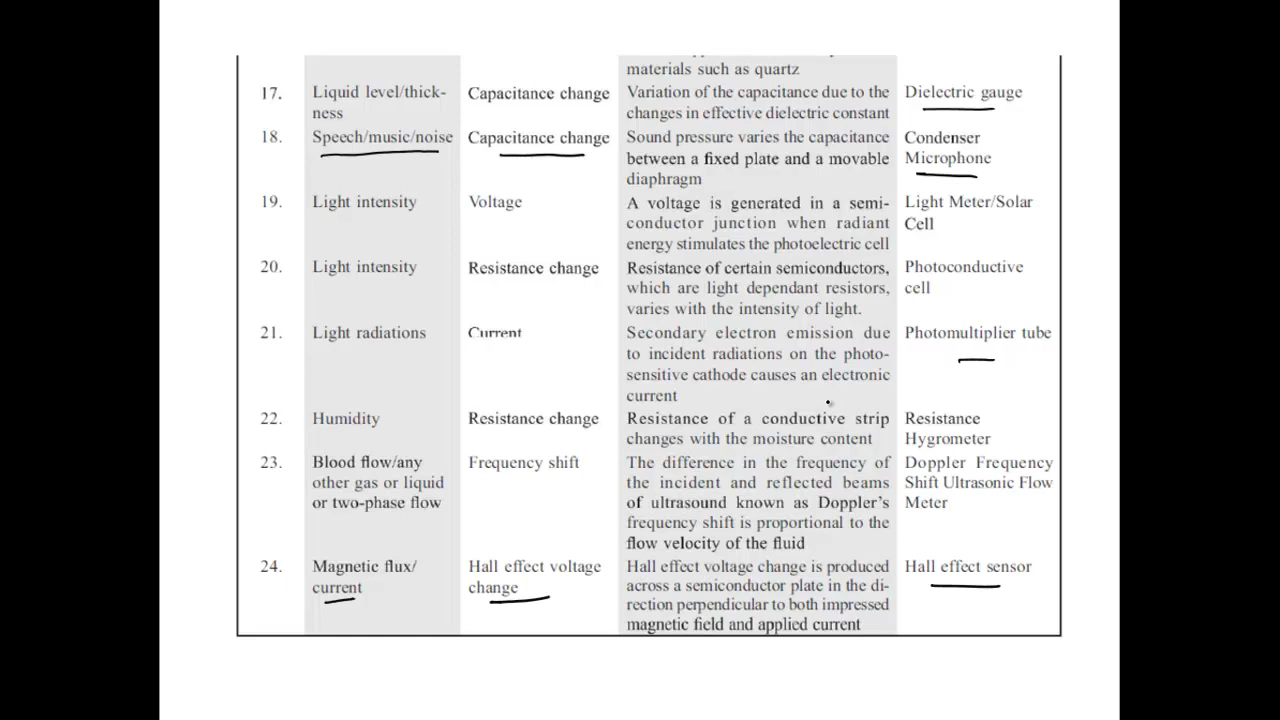 materials such as quartz
17. Liquid level/thick- Capacitance change Variation of the capacitance due to the Dielectric gauge
ness changes in effective dielectric constant
18. Speech/music/noise Capacitance change Sound pressure varies the capacitance Condenser
between a fixed plate and a movable Microphone
diaphragm
19. Light intensity Voltage A voltage is generated in a semi- Light Meter/Solar
conductor junction when radiant Cell
energy stimulates the photoelectric cell
20. Light intensity Resistance change Resistance of certain semiconductors, Photoconductive
which are light dependant resistors, cell
varies with the intensity of light.
21. Light radiations Current Secondary electron emission due Photomultiplier tube
to incident radiations on the photo-
sensitive cathode causes an electronic
current
22. Humidity Resistance change Resistance of a conductive strip Resistance
changes with the moisture content Hygrometer
23. Blood flow/any Frequency shift The difference in the frequency of Doppler Frequency
other gas or liquid the incident and reflected beams Shift Ultrasonic Flow
or two-phase flow of ultrasound known as Doppler's Meter
frequency shift is proportional to the
flow velocity of the fluid
24. Magnetic flux/ Hall effect voltage Hall effect voltage change is produced Hall effect sensor
current change across a semiconductor plate in the di-
rection perpendicular to both impressed
magnetic field and applied current